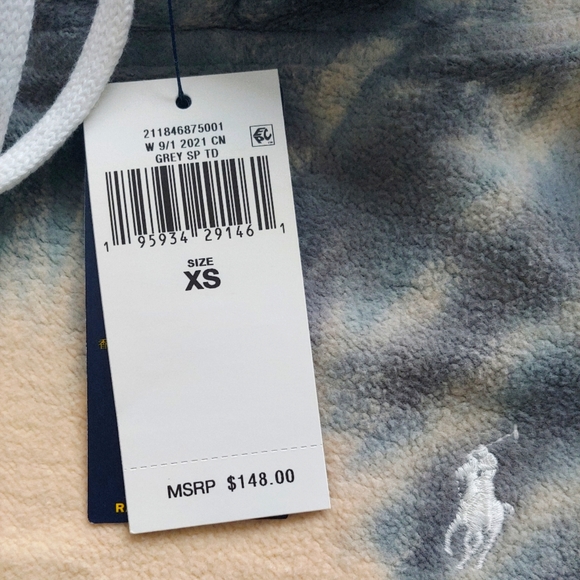 211846875001
W 9/1 2021 CN
GREY SP TD
1 95934 29146 1
SIZE
XS
MSRP $148.00
R